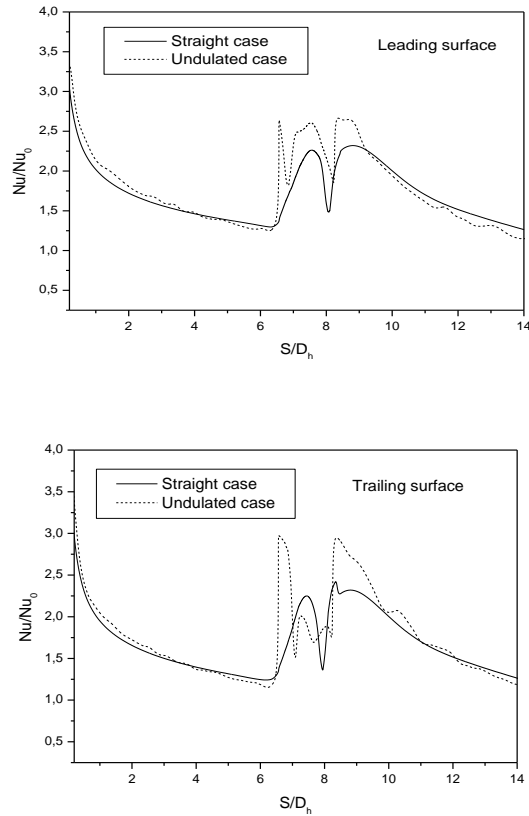 4,0
3,5
3,0
2,5
2,0
1,5
1,0
0,5
Nu/Nu₀
Straight case
Undulated case
Leading surface
2 4 6 8 10 12 14
S/Dₕ
4,0
3,5
3,0
2,5
2,0
1,5
1,0
0,5
Nu/Nu₀
Straight case
Undulated case
Trailing surface
2 4 6 8 10 12 14
S/Dₕ